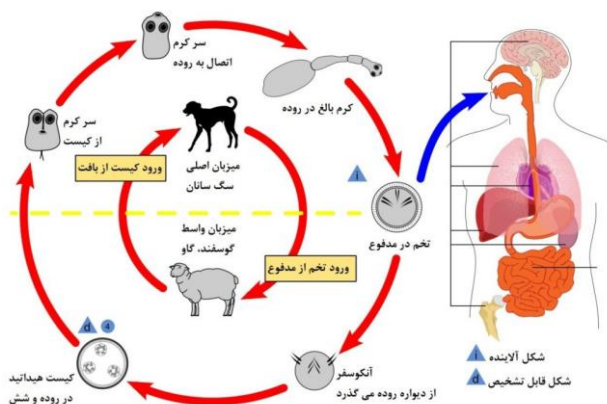 سر کرم
اتصال به روده
کرم بالغ در روده
سر کرم
از کیست
ورود کیست از بافت
میزبان اصلی
سگ سانان
i
تخم در مدفوع
میزبان واسط
گوسفند، گاو
ورود تخم از مدفوع
d 4
کیست هیداتید
در روده و شش
آنکوسفر
از دیواره روده می گذرد
i شکل آلاینده
d شکل قابل تشخیص